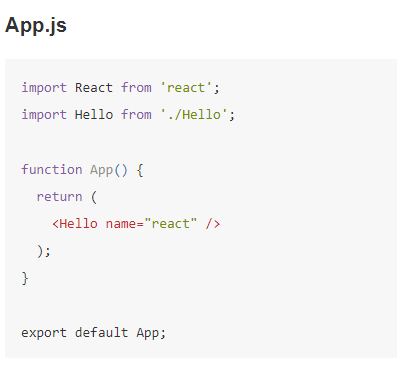 App.js
import React from 'react';
import Hello from './Hello';
function App() {
  return (
    <Hello name="react" />
  );
}
export default App;